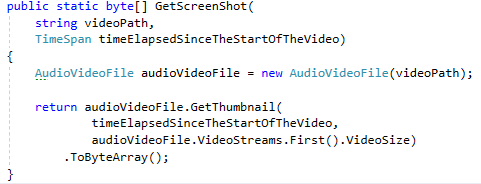 public static byte[] GetScreenShot(
    string videoPath,
    TimeSpan timeElapsedSinceTheStartOfTheVideo)
{
    AudioVideoFile audioVideoFile = new AudioVideoFile(videoPath);

    return audioVideoFile.GetThumbnail(
            timeElapsedSinceTheStartOfTheVideo,
            audioVideoFile.VideoStreams.First().VideoSize)
        .ToByteArray();
}